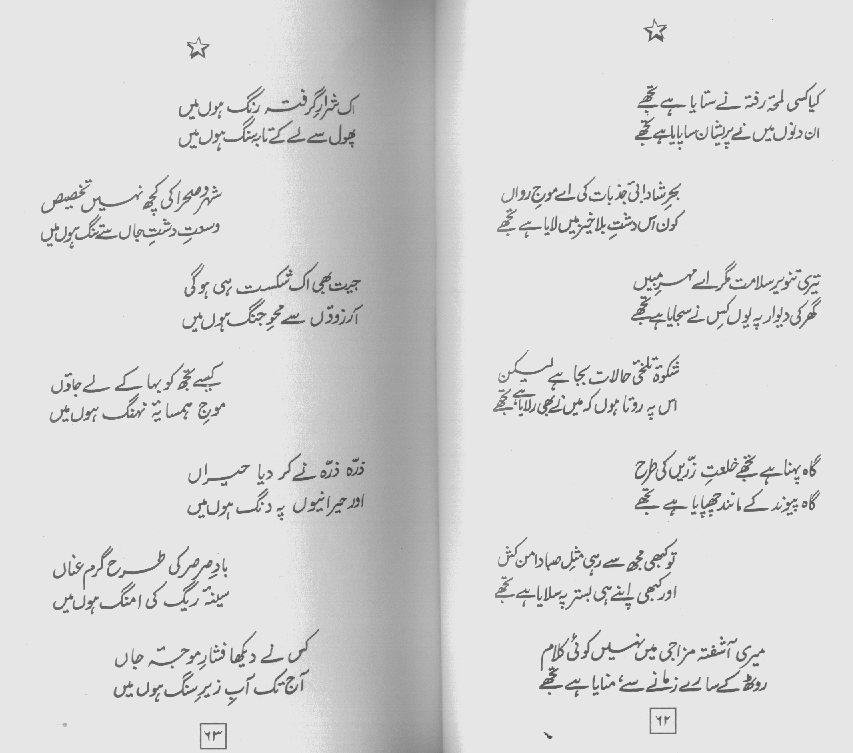 کیا کسی لمحۂ رفتہ نے ستایا ہے تجھے
ان دنوں میں نے پریشان سا پایا ہے تجھے
بحرِ شادابیٔ جذبات کی اے موجِ رواں
کون اس دشتِ بلا خیز میں لایا ہے تجھے
تیری تنویر سلامت مگر اے مہرِ مبیں
گھر کی دیوار پہ یوں کس نے سجایا ہے تجھے
شکوۂ تلخیٔ حالات بجا ہے لیکن
اس پہ روتا ہوں کہ میں نے بھی رلایا ہے تجھے
گاہ پہنا ہے تجھے خلعتِ زرّیں کی طرح
گاہ پیوند کے مانند چھپایا ہے تجھے
تو کبھی مجھ سے رہی مثلِ صبا دامن کش
اور کبھی اپنے ہی بستر پہ سلایا ہے تجھے
میری آشفتہ مزاجی میں نہیں کوئی کلام
روٹھ کے سارے زمانے سے، منایا ہے تجھے
۶۲
اک شرارِ گرفتہ رنگ ہوں میں
پھول سے لے کے تا بہ سنگ ہوں میں
شہر و صحرا کی کچھ نہیں تخصیص
وسعتِ دشتِ جاں سے تنگ ہوں میں
جیت بھی اک شکست ہی ہوگی
آرزوؤں سے محوِ جنگ ہوں میں
کیسے تجھ کو بہا کے لے جاؤں
موجِ ہمسایۂ نہنگ ہوں میں
ذرّہ ذرّہ نے کر دیا حیراں
اور حیرانیوں پہ دنگ ہوں میں
بادِ صرصر کی طرح گرم عناں
سینۂ ریگ کی امنگ ہوں میں
کس نے دیکھا فشارِ موجۂ جاں
آج تک آبِ زیرِ سنگ ہوں میں
۶۳